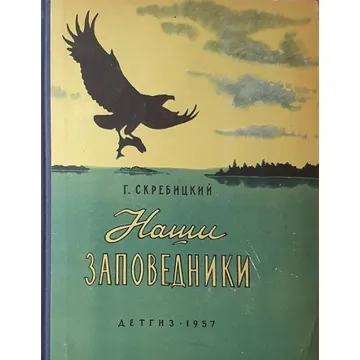 Г. СКРЕБИЦКИЙ
Наши
ЗАПОВЕДНИКИ
ДЕТГИЗ • 1957